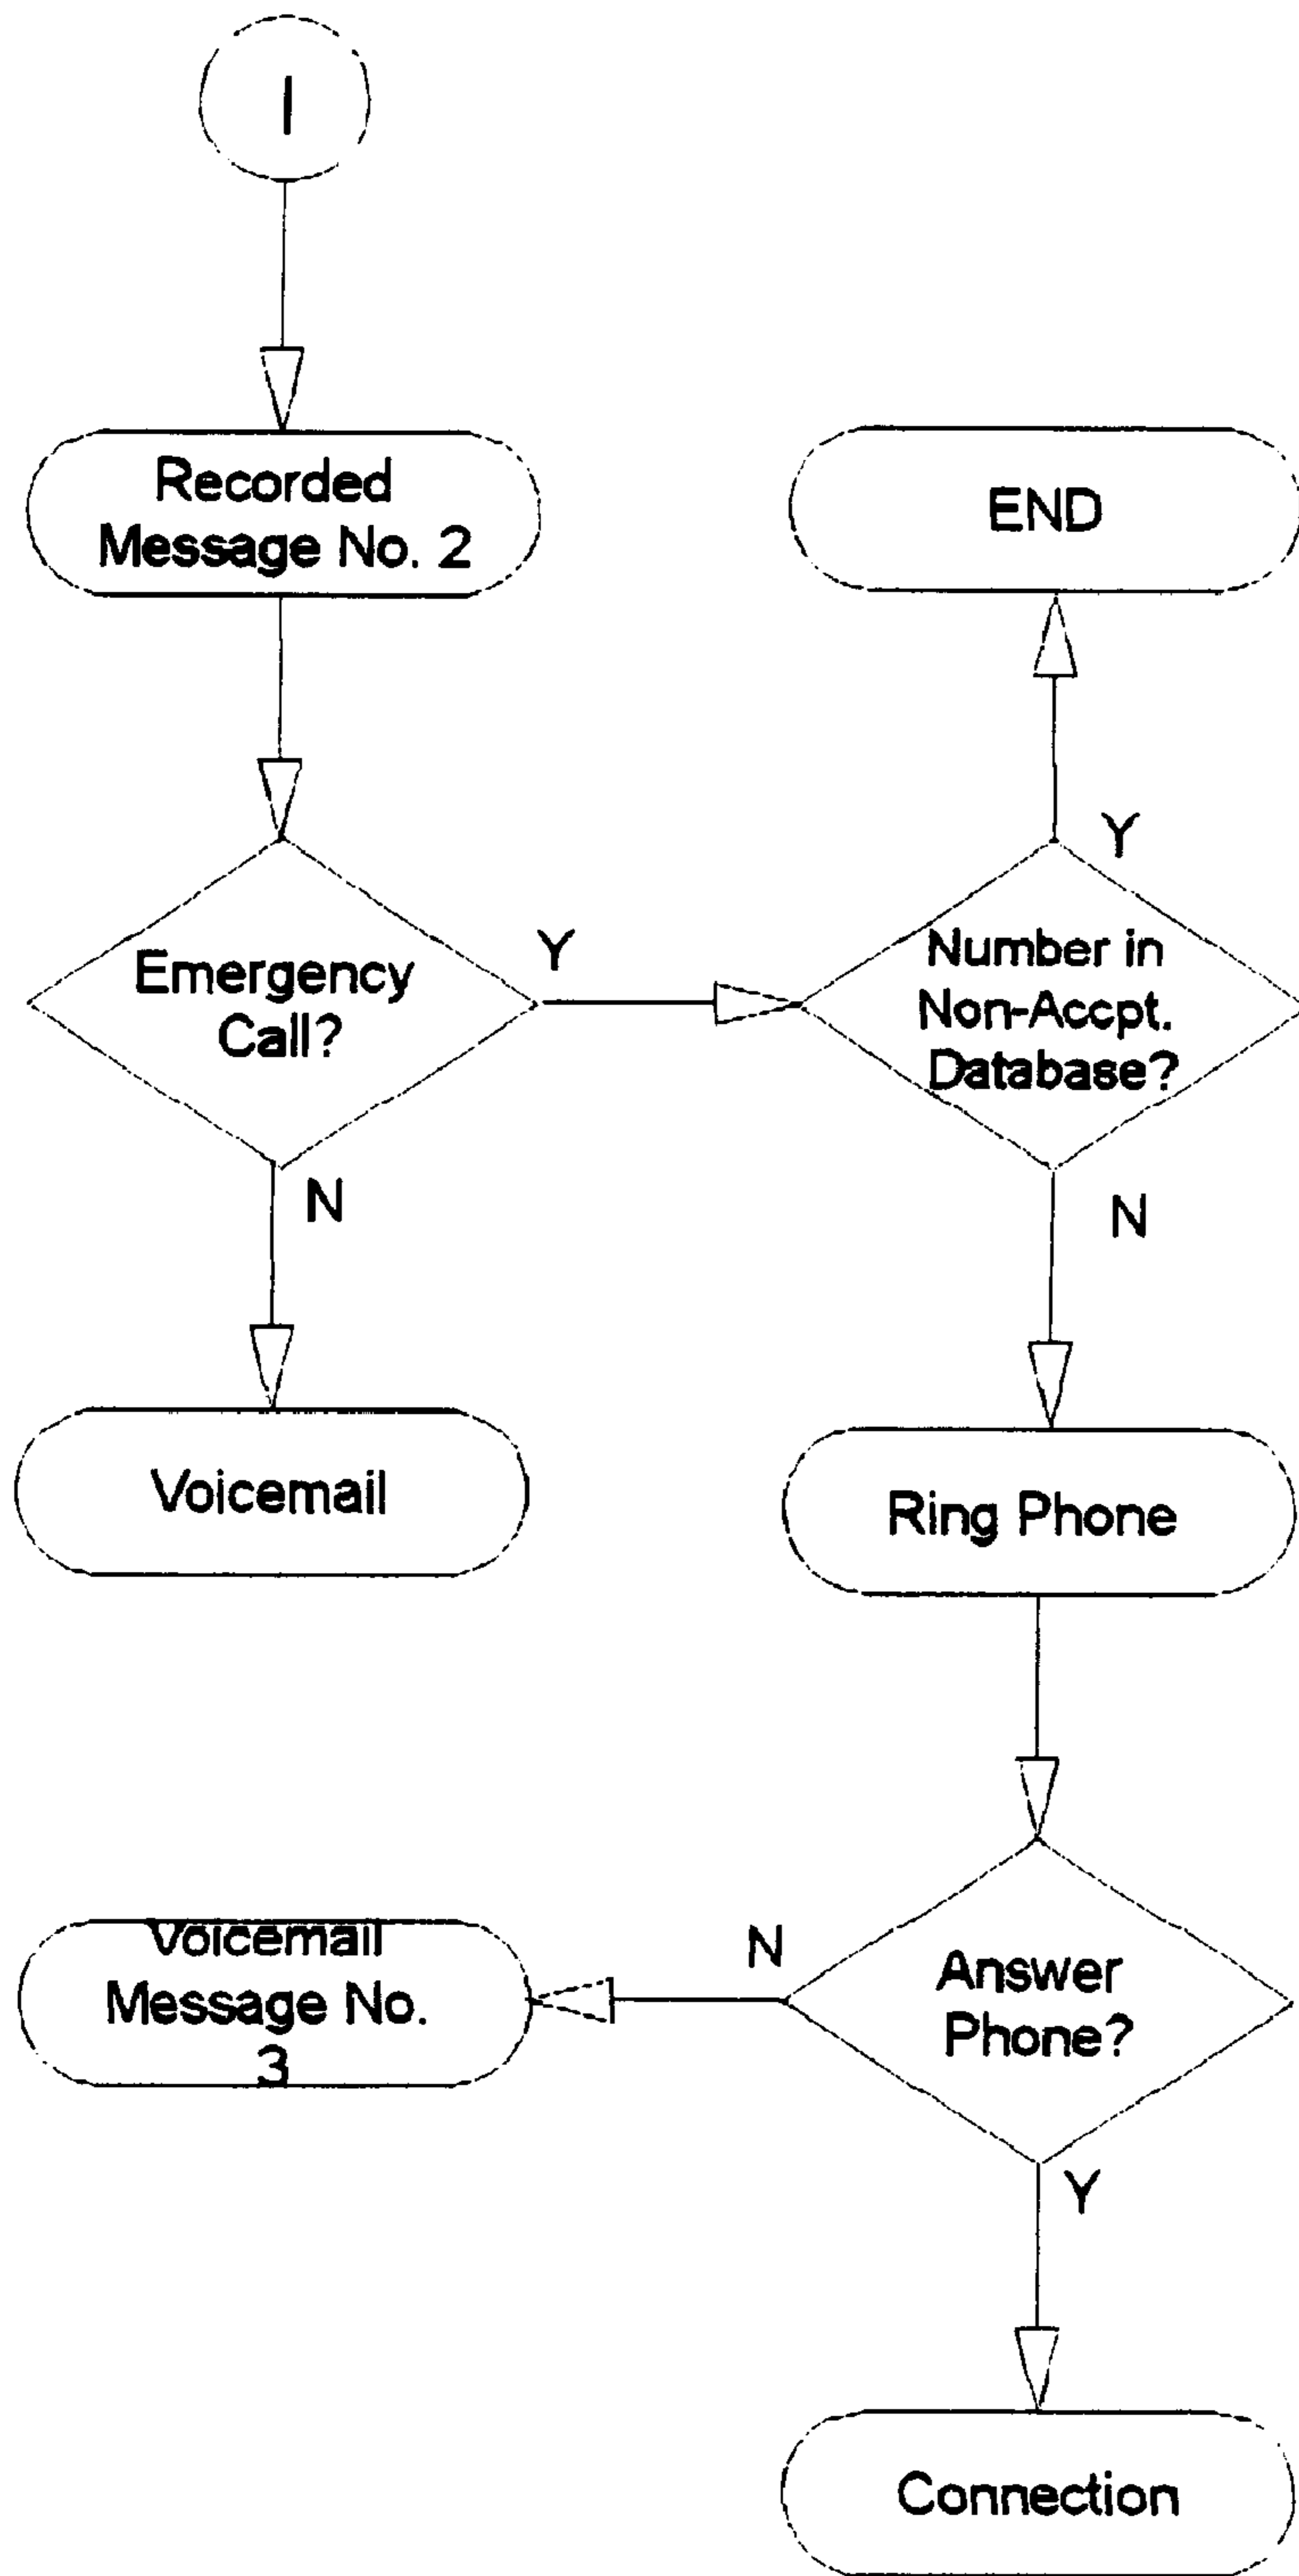 I
Recorded
Message No. 2
END
Emergency
Call?
Y
Number in
Non-Accpt.
Database?
Y
N
N
Voicemail
Ring Phone
Voicemail
Message No.
3
N
Answer
Phone?
Y
Connection